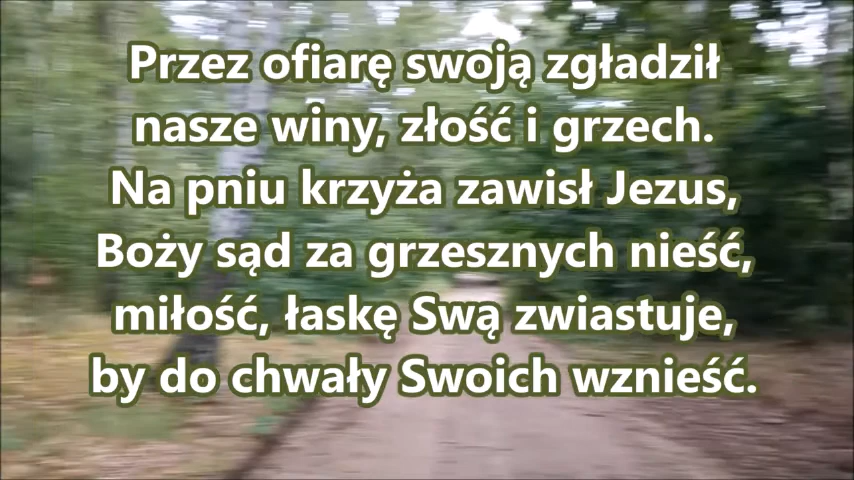 Przez ofiarę swoją zgładził
nasze winy, złość i grzech.
Na pniu krzyża zawisł Jezus,
Boży sąd za grzesznych nieść,
miłość, łaskę Swą zwiastuje,
by do chwały Swoich wznieść.